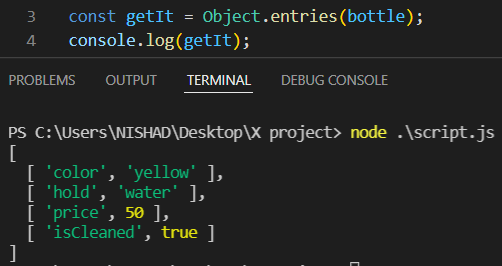 3 const getIt = Object.entries(bottle);
4 console.log(getIt);
PROBLEMS OUTPUT TERMINAL DEBUG CONSOLE
PS C:\Users\NISHAD\Desktop\X project> node .\script.js
[
  [ 'color', 'yellow' ],
  [ 'hold', 'water' ],
  [ 'price', 50 ],
  [ 'isCleaned', true ]
]